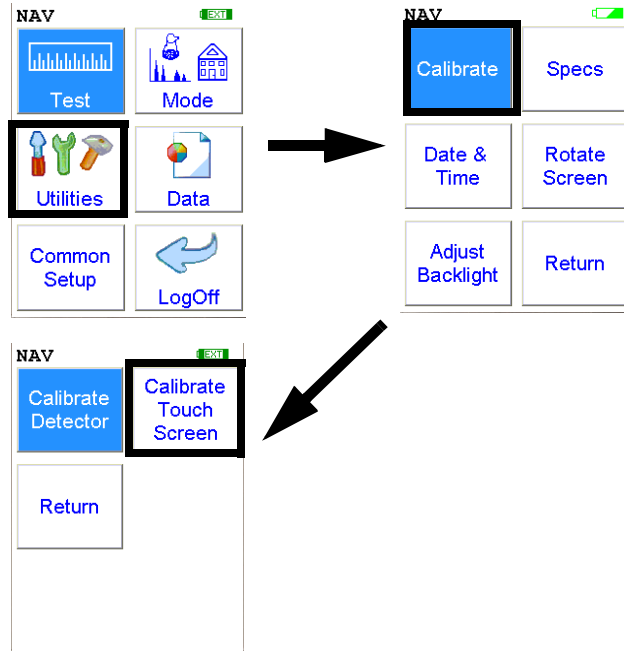 NAV
EXT
Test
Mode
Utilities
Data
Common
Setup
LogOff
NAV
Calibrate
Specs
Date &
Time
Rotate
Screen
Adjust
Backlight
Return
NAV
EXT
Calibrate
Detector
Calibrate
Touch
Screen
Return